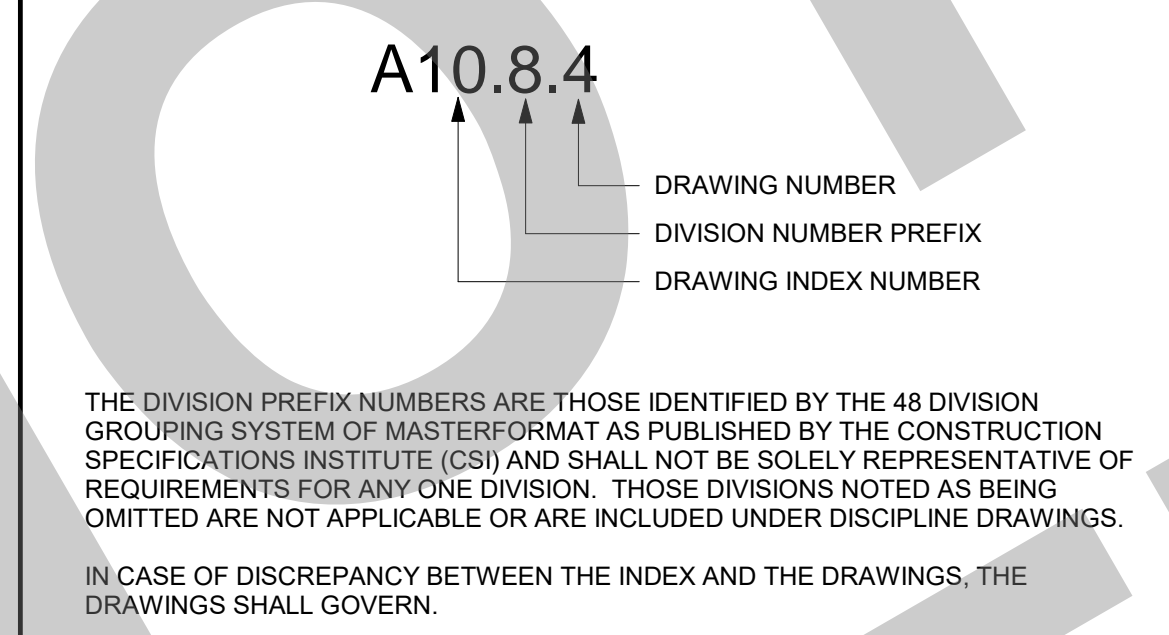 A10.8.4
DRAWING NUMBER
DIVISION NUMBER PREFIX
DRAWING INDEX NUMBER
THE DIVISION PREFIX NUMBERS ARE THOSE IDENTIFIED BY THE 48 DIVISION
GROUPING SYSTEM OF MASTERFORMAT AS PUBLISHED BY THE CONSTRUCTION
SPECIFICATIONS INSTITUTE (CSI) AND SHALL NOT BE SOLELY REPRESENTATIVE OF
REQUIREMENTS FOR ANY ONE DIVISION.  THOSE DIVISIONS NOTED AS BEING
OMITTED ARE NOT APPLICABLE OR ARE INCLUDED UNDER DISCIPLINE DRAWINGS.
IN CASE OF DISCREPANCY BETWEEN THE INDEX AND THE DRAWINGS, THE
DRAWINGS SHALL GOVERN.